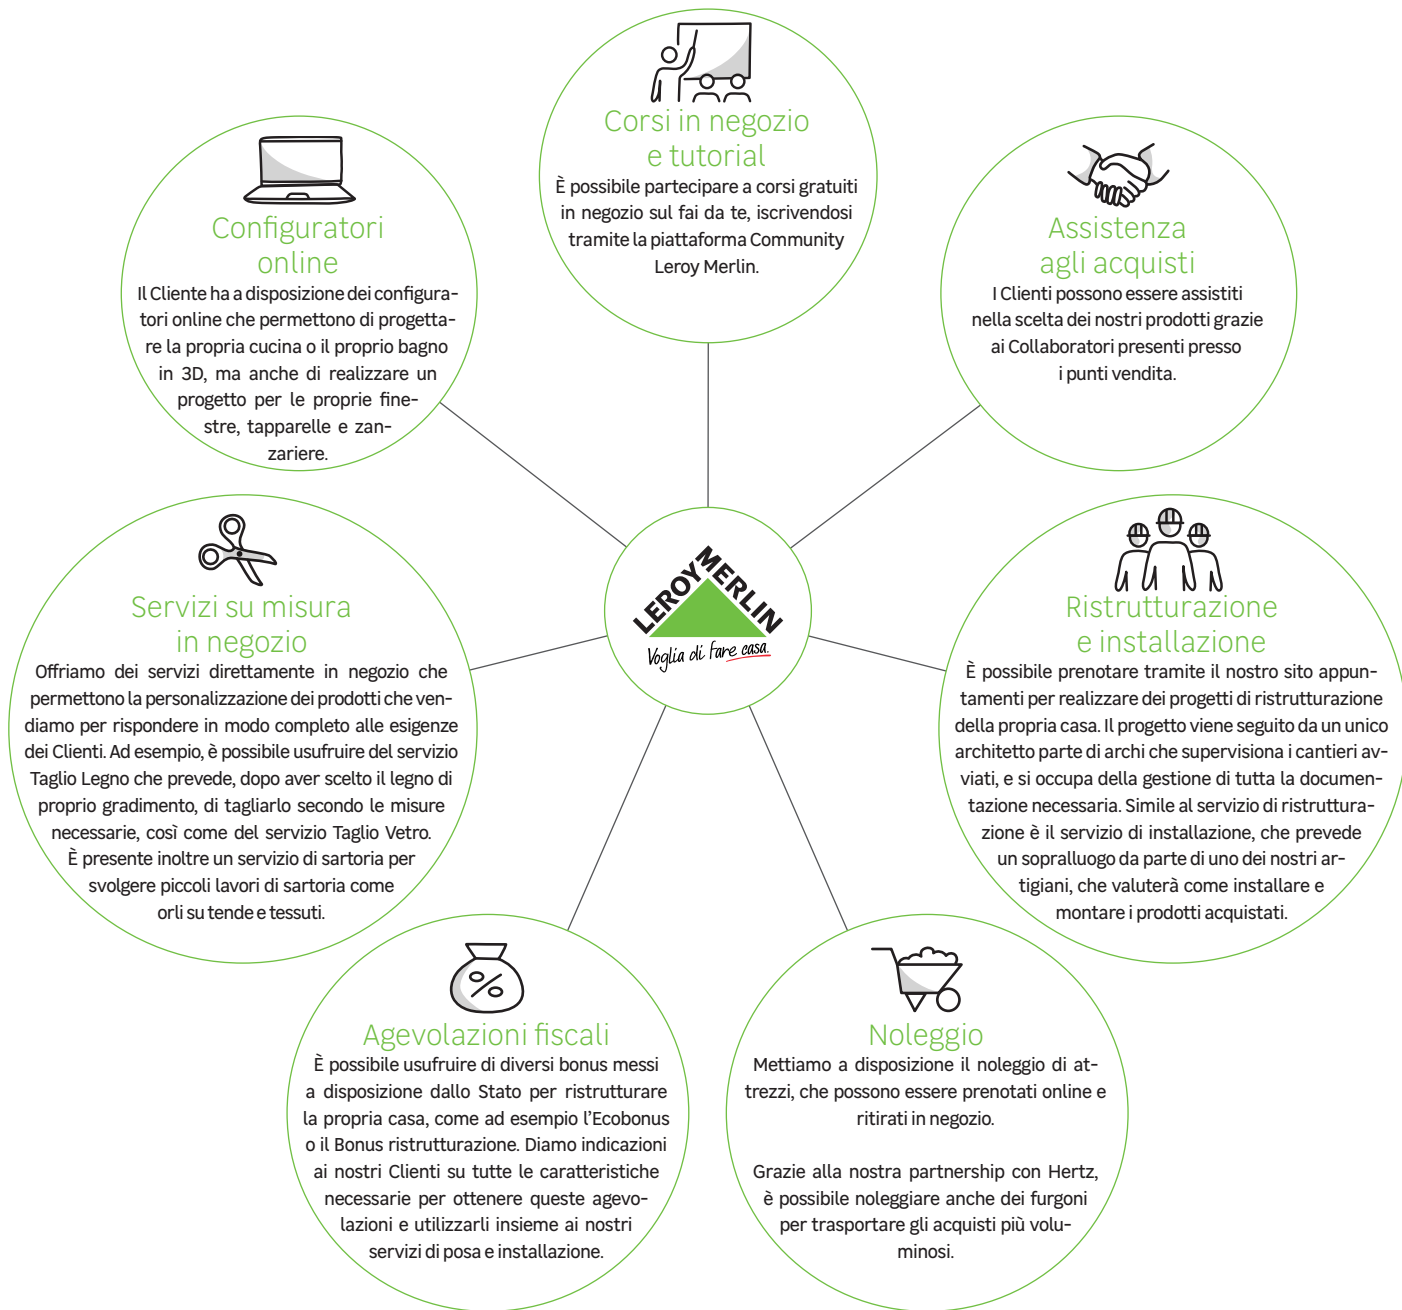 Corsi in negozio
e tutorial
È possibile partecipare a corsi gratuiti
in negozio sul fai da te, iscrivendosi
tramite la piattaforma Community
Leroy Merlin.
Configuratori
online
Il Cliente ha a disposizione dei configura-
tori online che permettono di progetta-
re la propria cucina o il proprio bagno
in 3D, ma anche di realizzare un
progetto per le proprie fine-
stre, tapparelle e zan-
zariere.
Assistenza
agli acquisti
I Clienti possono essere assistiti
nella scelta dei nostri prodotti grazie
ai Collaboratori presenti presso
i punti vendita.
Servizi su misura
in negozio
Offriamo dei servizi direttamente in negozio che
permettono la personalizzazione dei prodotti che ven-
diamo per rispondere in modo completo alle esigenze
dei Clienti. Ad esempio, è possibile usufruire del servizio
Taglio Legno che prevede, dopo aver scelto il legno di
proprio gradimento, di tagliarlo secondo le misure
necessarie, così come del servizio Taglio Vetro.
È presente inoltre un servizio di sartoria per
svolgere piccoli lavori di sartoria come
orli su tende e tessuti.
LEROY MERLIN
Voglia di fare casa.
Ristrutturazione
e installazione
È possibile prenotare tramite il nostro sito appun-
tamenti per realizzare dei progetti di ristrutturazione
della propria casa. Il progetto viene seguito da un unico
architetto parte di archi che supervisiona i cantieri av-
viati, e si occupa della gestione di tutta la documen-
tazione necessaria. Simile al servizio di ristruttura-
zione è il servizio di installazione, che prevede
un sopralluogo da parte di uno dei nostri ar-
tigiani, che valuterà come installare e
montare i prodotti acquistati.
Agevolazioni fiscali
È possibile usufruire di diversi bonus messi
a disposizione dallo Stato per ristrutturare
la propria casa, come ad esempio l'Ecobonus
o il Bonus ristrutturazione. Diamo indicazioni
ai nostri Clienti su tutte le caratteristiche
necessarie per ottenere queste agevo-
lazioni e utilizzarli insieme ai nostri
servizi di posa e installazione.
Noleggio
Mettiamo a disposizione il noleggio di at-
trezzi, che possono essere prenotati online e
ritirati in negozio.
Grazie alla nostra partnership con Hertz,
è possibile noleggiare anche dei furgoni
per trasportare gli acquisti più volu-
minosi.